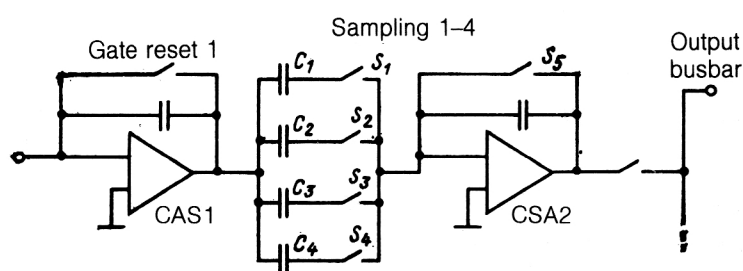 Sampling 1–4
Gate reset 1
Output
busbar
C1
S1
S5
C2
S2
C3
S3
CAS1
CSA2
C4
S4